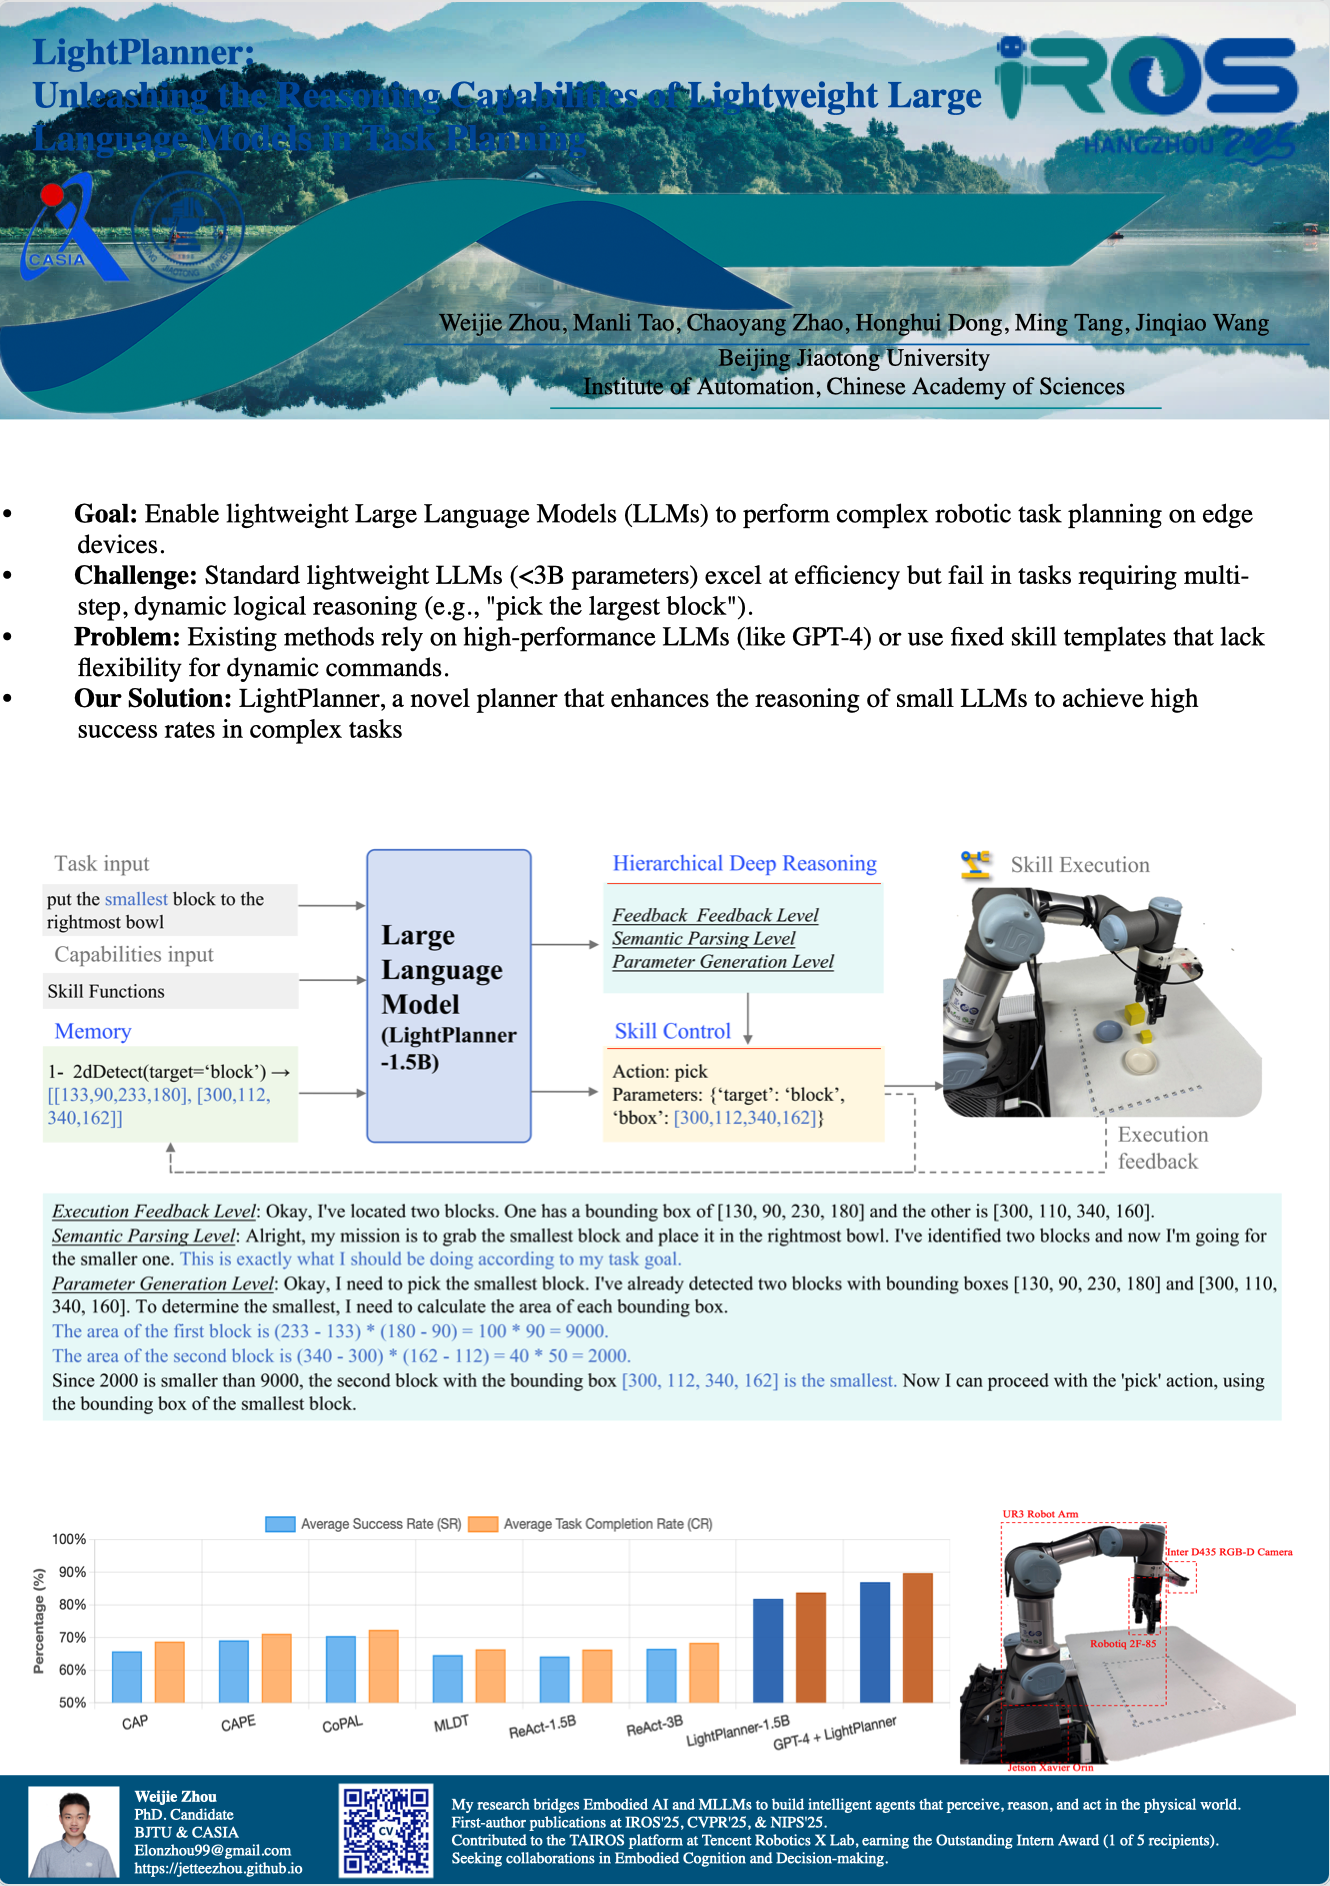 LightPlanner:
Unleashing the Reasoning Capabilities of Lightweight Large
Language Models in Task Planning
iROS
HANGZHOU 2025
CASIA
JIAOTONG
Weijie Zhou, Manli Tao, Chaoyang Zhao, Honghui Dong, Ming Tang, Jinqiao Wang
Beijing Jiaotong University
Institute of Automation, Chinese Academy of Sciences
• Goal: Enable lightweight Large Language Models (LLMs) to perform complex robotic task planning on edge
devices.
• Challenge: Standard lightweight LLMs (<3B parameters) excel at efficiency but fail in tasks requiring multi-
step, dynamic logical reasoning (e.g., "pick the largest block").
• Problem: Existing methods rely on high-performance LLMs (like GPT-4) or use fixed skill templates that lack
flexibility for dynamic commands.
• Our Solution: LightPlanner, a novel planner that enhances the reasoning of small LLMs to achieve high
success rates in complex tasks
Task input
put the smallest block to the
rightmost bowl
Capabilities input
Skill Functions
Memory
1- 2dDetect(target=‘block’) →
[[133,90,233,180], [300,112,
340,162]]
Large
Language
Model
(LightPlanner
-1.5B)
Hierarchical Deep Reasoning
Feedback Feedback Level
Semantic Parsing Level
Parameter Generation Level
Skill Control
Action: pick
Parameters: {‘target’: ‘block’,
‘bbox’: [300,112,340,162]}
Skill Execution
Execution
feedback
Execution Feedback Level: Okay, I've located two blocks. One has a bounding box of [130, 90, 230, 180] and the other is [300, 110, 340, 160].
Semantic Parsing Level: Alright, my mission is to grab the smallest block and place it in the rightmost bowl. I've identified two blocks and now I'm going for
the smaller one. This is exactly what I should be doing according to my task goal.
Parameter Generation Level: Okay, I need to pick the smallest block. I've already detected two blocks with bounding boxes [130, 90, 230, 180] and [300, 110,
340, 160]. To determine the smallest, I need to calculate the area of each bounding box.
The area of the first block is (233 - 133) * (180 - 90) = 100 * 90 = 9000.
The area of the second block is (340 - 300) * (162 - 112) = 40 * 50 = 2000.
Since 2000 is smaller than 9000, the second block with the bounding box [300, 112, 340, 162] is the smallest. Now I can proceed with the 'pick' action, using
the bounding box of the smallest block.
Average Success Rate (SR) Average Task Completion Rate (CR)
Percentage (%)
100%
90%
80%
70%
60%
50%
CAP
CAPE
CoPAL
MLDT
ReAct-1.5B
ReAct-3B
LightPlanner-1.5B
GPT-4 + LightPlanner
UR3 Robot Arm
Inter D435 RGB-D Camera
Robotiq 2F-85
Jetson Xavier Orin
Weijie Zhou
PhD. Candidate
BJTU & CASIA
Elonzhou99@gmail.com
https://jetteezhou.github.io
CV
My research bridges Embodied AI and MLLMs to build intelligent agents that perceive, reason, and act in the physical world.
First-author publications at IROS'25, CVPR'25, & NIPS'25.
Contributed to the TAIROS platform at Tencent Robotics X Lab, earning the Outstanding Intern Award (1 of 5 recipients).
Seeking collaborations in Embodied Cognition and Decision-making.